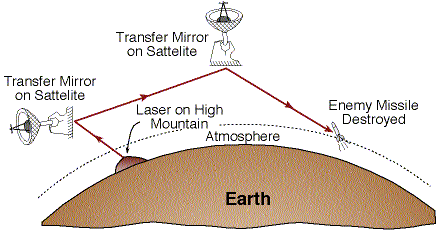 Transfer Mirror
on Sattelite
Transfer Mirror
on Sattelite
Laser on High
Mountain
Enemy Missile
Destroyed
Atmosphere
Earth